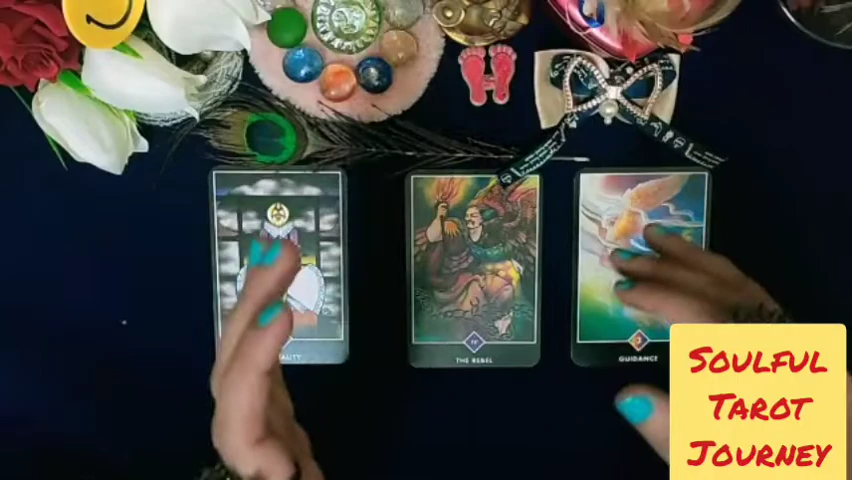 THE REBEL
GUIDANCE
SOULFUL
TAROT
JOURNEY